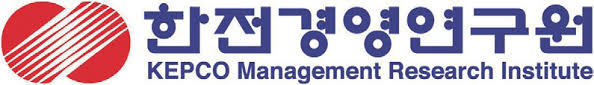 한전경영연구원
KEPCO Management Research Institute